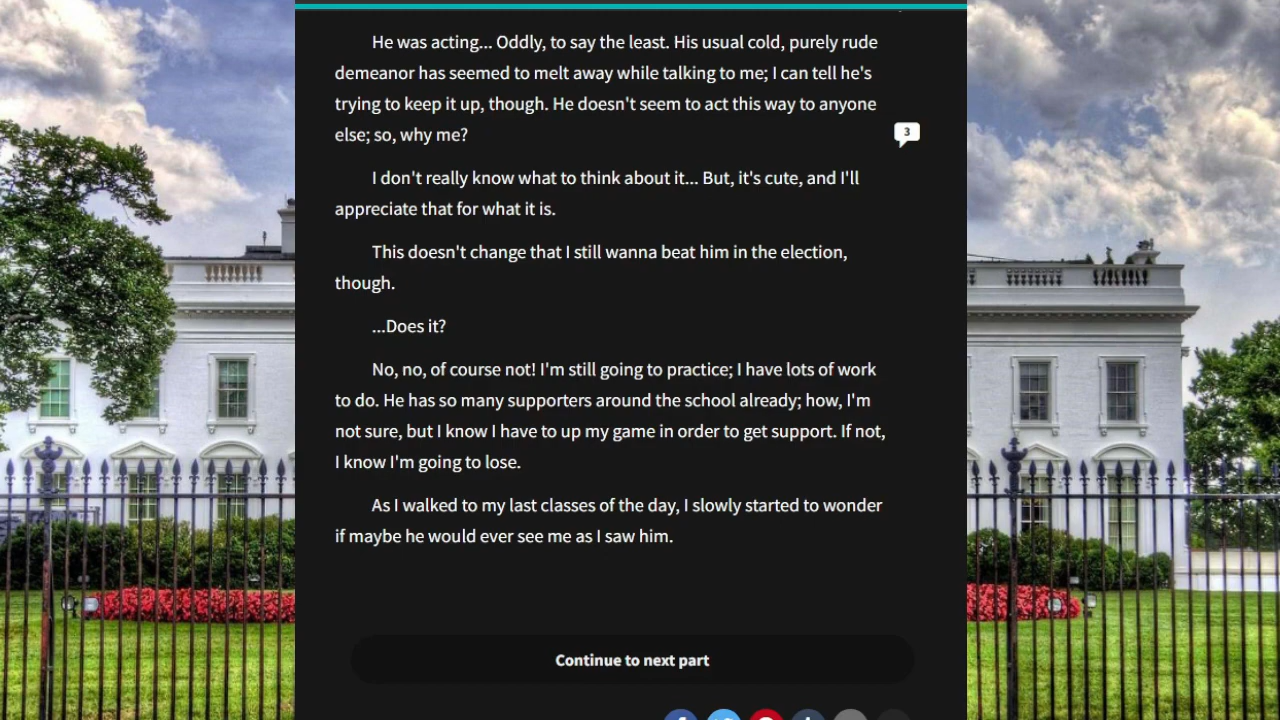 He was acting... Oddly, to say the least. His usual cold, purely rude
demeanor has seemed to melt away while talking to me; I can tell he's
trying to keep it up, though. He doesn't seem to act this way to anyone
else; so, why me?
3
I don't really know what to think about it... But, it's cute, and I'll
appreciate that for what it is.
This doesn't change that I still wanna beat him in the election,
though.
...Does it?
No, no, of course not! I'm still going to practice; I have lots of work
to do. He has so many supporters around the school already; how, I'm
not sure, but I know I have to up my game in order to get support. If not,
I know I'm going to lose.
As I walked to my last classes of the day, I slowly started to wonder
if maybe he would ever see me as I saw him.
Continue to next part